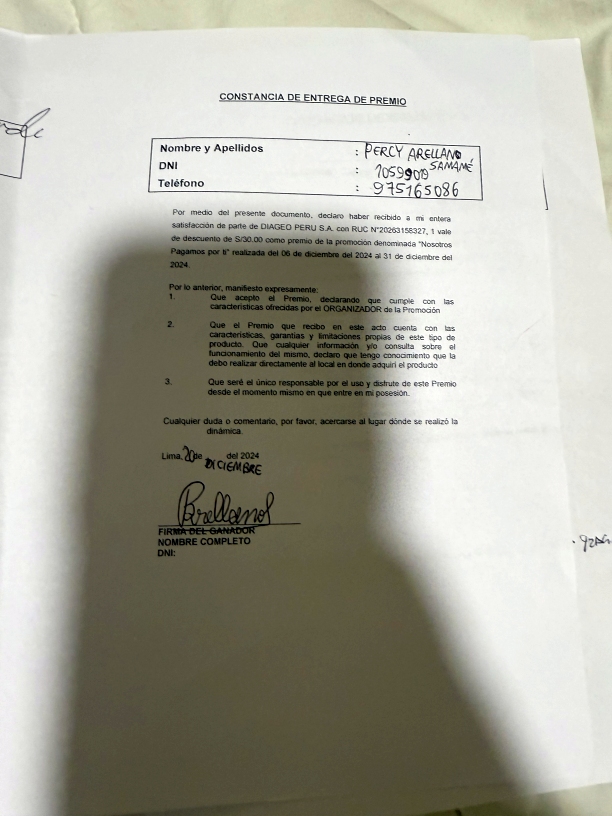 CONSTANCIA DE ENTREGA DE PREMIO
Nombre y Apellidos : PERCY ARELLANO SAMAMÉ
DNI :
Teléfono : 975165086
Por medio del presente documento, declaro haber recibido a mi entera
satisfacción de parte de DIAGEO PERU S.A. con RUC N°20263158327, 1 vale
de descuento de S/30.00 como premio de la promoción denominada "Nosotros
Pagamos por ti" realizada del 06 de diciembre del 2024 al 31 de diciembre del
2024.
Por lo anterior, manifiesto expresamente:
1. Que acepto el Premio, declarando que cumple con las
características ofrecidas por el ORGANIZADOR de la Promoción
2. Que el Premio que recibo en este acto cuenta con las
características, garantías y limitaciones propias de este tipo de
producto. Que cualquier información y/o consulta sobre el
funcionamiento del mismo, declaro que tengo conocimiento que la
debo realizar directamente al local en donde adquirí el producto
3. Que seré el único responsable por el uso y disfrute de este Premio
desde el momento mismo en que entre en mi posesión.
Cualquier duda o comentario, por favor, acercarse al lugar dónde se realizó la
dinámica.
Lima, 20 de DICIEMBRE del 2024
Arellano
FIRMA DEL GANADOR
NOMBRE COMPLETO
DNI: